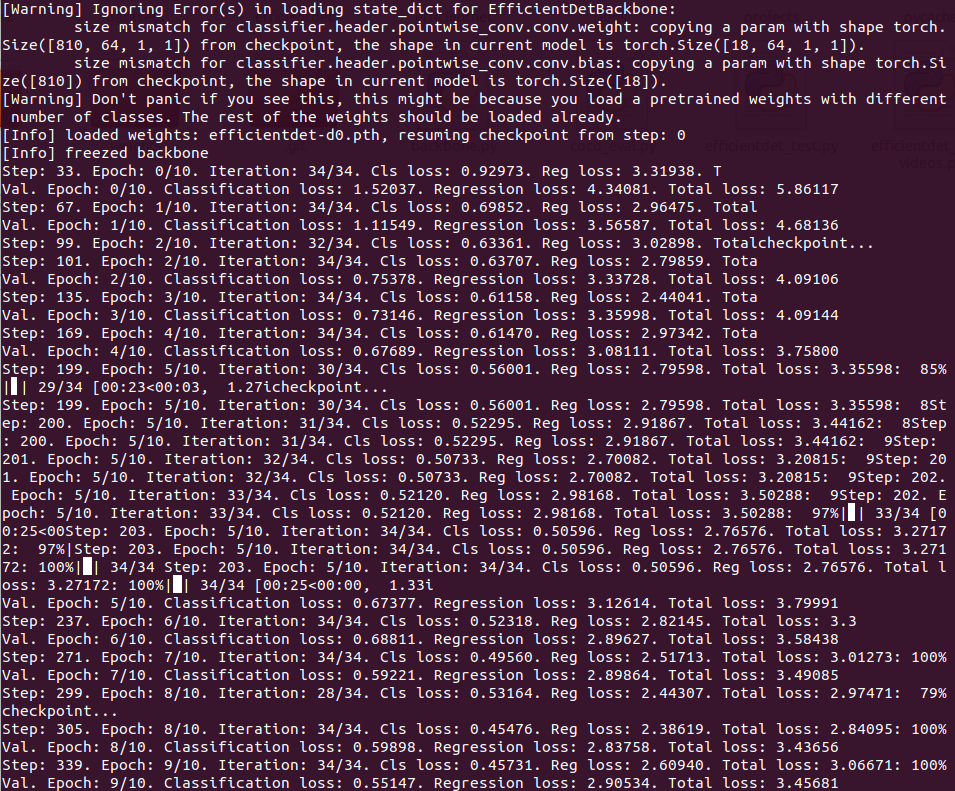 [Warning] Ignoring Error(s) in loading state_dict for EfficientDetBackbone:
size mismatch for classifier.header.pointwise_conv.conv.weight: copying a param with shape torch.
Size([810, 64, 1, 1]) from checkpoint, the shape in current model is torch.Size([18, 64, 1, 1]).
size mismatch for classifier.header.pointwise_conv.conv.bias: copying a param with shape torch.Si
ze([810]) from checkpoint, the shape in current model is torch.Size([18]).
[Warning] Don't panic if you see this, this might be because you load a pretrained weights with different
number of classes. The rest of the weights should be loaded already.
[Info] loaded weights: efficientdet-d0.pth, resuming checkpoint from step: 0
[Info] freezed backbone
Step: 33. Epoch: 0/10. Iteration: 34/34. Cls loss: 0.92973. Reg loss: 3.31938. T
Val. Epoch: 0/10. Classification loss: 1.52037. Regression loss: 4.34081. Total loss: 5.86117
Step: 67. Epoch: 1/10. Iteration: 34/34. Cls loss: 0.69852. Reg loss: 2.96475. Total
Val. Epoch: 1/10. Classification loss: 1.11549. Regression loss: 3.56587. Total loss: 4.68136
Step: 99. Epoch: 2/10. Iteration: 32/34. Cls loss: 0.63361. Reg loss: 3.02898. Totalcheckpoint...
Step: 101. Epoch: 2/10. Iteration: 34/34. Cls loss: 0.63707. Reg loss: 2.79859. Tota
Val. Epoch: 2/10. Classification loss: 0.75378. Regression loss: 3.33728. Total loss: 4.09106
Step: 135. Epoch: 3/10. Iteration: 34/34. Cls loss: 0.61158. Reg loss: 2.44041. Tota
Val. Epoch: 3/10. Classification loss: 0.73146. Regression loss: 3.35998. Total loss: 4.09144
Step: 169. Epoch: 4/10. Iteration: 34/34. Cls loss: 0.61470. Reg loss: 2.97342. Tota
Val. Epoch: 4/10. Classification loss: 0.67689. Regression loss: 3.08111. Total loss: 3.75800
Step: 199. Epoch: 5/10. Iteration: 30/34. Cls loss: 0.56001. Reg loss: 2.79598. Total loss: 3.35598:  85%
|█| 29/34 [00:23<00:03,  1.27icheckpoint...
Step: 199. Epoch: 5/10. Iteration: 30/34. Cls loss: 0.56001. Reg loss: 2.79598. Total loss: 3.35598:  8St
ep: 200. Epoch: 5/10. Iteration: 31/34. Cls loss: 0.52295. Reg loss: 2.91867. Total loss: 3.44162:  8Step
: 200. Epoch: 5/10. Iteration: 31/34. Cls loss: 0.52295. Reg loss: 2.91867. Total loss: 3.44162:  9Step:
201. Epoch: 5/10. Iteration: 32/34. Cls loss: 0.50733. Reg loss: 2.70082. Total loss: 3.20815:  9Step: 20
1. Epoch: 5/10. Iteration: 32/34. Cls loss: 0.50733. Reg loss: 2.70082. Total loss: 3.20815:  9Step: 202.
Epoch: 5/10. Iteration: 33/34. Cls loss: 0.52120. Reg loss: 2.98168. Total loss: 3.50288:  9Step: 202. E
poch: 5/10. Iteration: 33/34. Cls loss: 0.52120. Reg loss: 2.98168. Total loss: 3.50288:  97%|█| 33/34 [0
0:25<00Step: 203. Epoch: 5/10. Iteration: 34/34. Cls loss: 0.50596. Reg loss: 2.76576. Total loss: 3.2717
2:  97%|Step: 203. Epoch: 5/10. Iteration: 34/34. Cls loss: 0.50596. Reg loss: 2.76576. Total loss: 3.271
72: 100%|█| 34/34 Step: 203. Epoch: 5/10. Iteration: 34/34. Cls loss: 0.50596. Reg loss: 2.76576. Total l
oss: 3.27172: 100%|█| 34/34 [00:25<00:00,  1.33i
Val. Epoch: 5/10. Classification loss: 0.67377. Regression loss: 3.12614. Total loss: 3.79991
Step: 237. Epoch: 6/10. Iteration: 34/34. Cls loss: 0.52318. Reg loss: 2.82145. Total loss: 3.3
Val. Epoch: 6/10. Classification loss: 0.68811. Regression loss: 2.89627. Total loss: 3.58438
Step: 271. Epoch: 7/10. Iteration: 34/34. Cls loss: 0.49560. Reg loss: 2.51713. Total loss: 3.01273: 100%
Val. Epoch: 7/10. Classification loss: 0.59221. Regression loss: 2.89864. Total loss: 3.49085
Step: 299. Epoch: 8/10. Iteration: 28/34. Cls loss: 0.53164. Reg loss: 2.44307. Total loss: 2.97471:  79%
checkpoint...
Step: 305. Epoch: 8/10. Iteration: 34/34. Cls loss: 0.45476. Reg loss: 2.38619. Total loss: 2.84095: 100%
Val. Epoch: 8/10. Classification loss: 0.59898. Regression loss: 2.83758. Total loss: 3.43656
Step: 339. Epoch: 9/10. Iteration: 34/34. Cls loss: 0.45731. Reg loss: 2.60940. Total loss: 3.06671: 100%
Val. Epoch: 9/10. Classification loss: 0.55147. Regression loss: 2.90534. Total loss: 3.45681